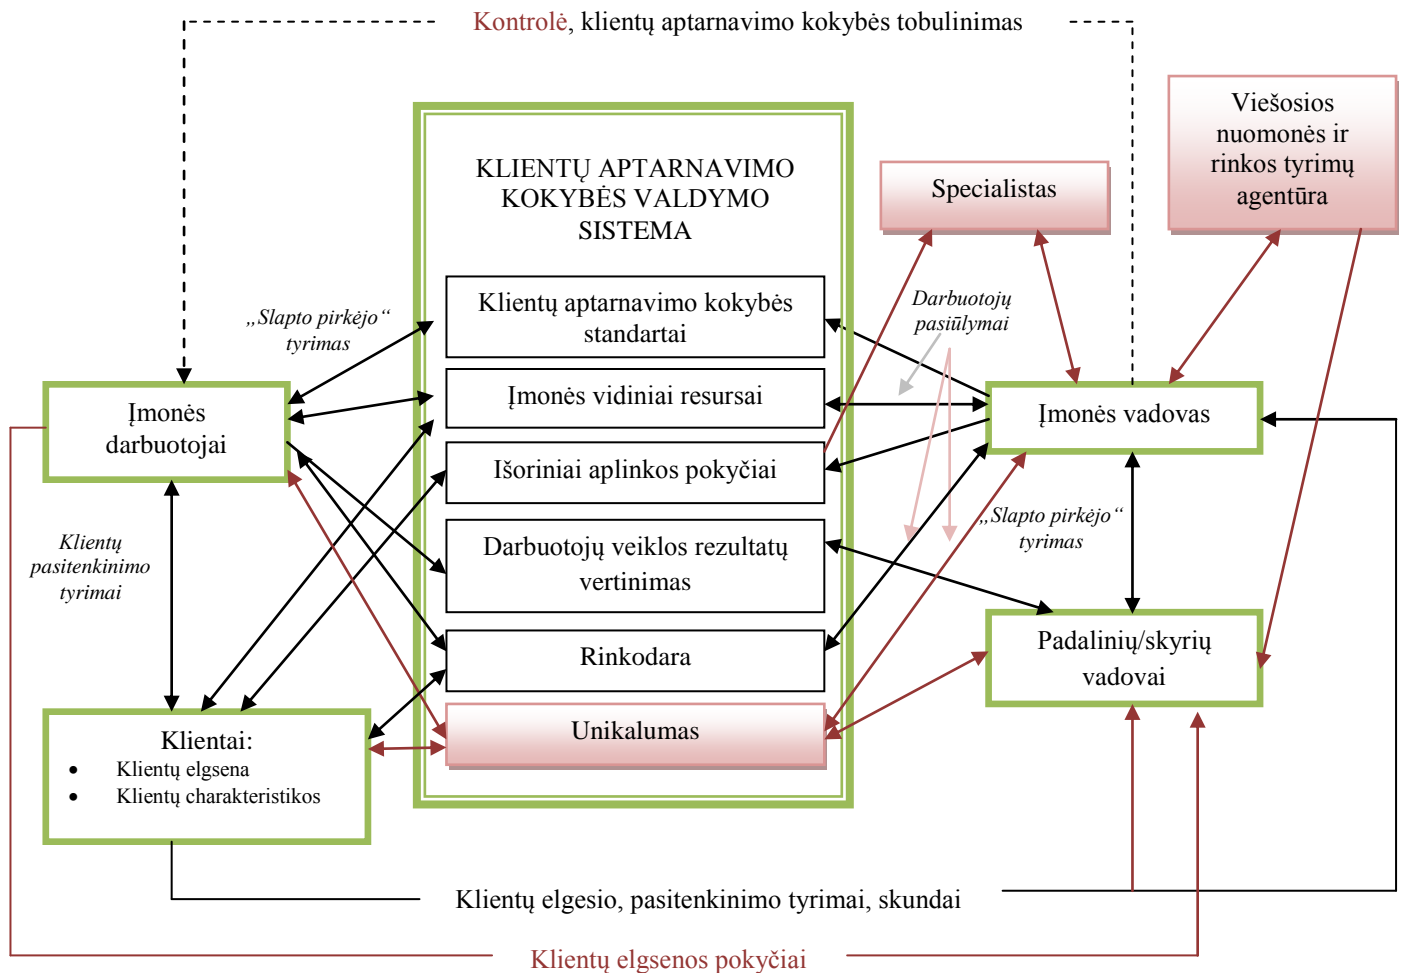 Kontrolė, klientų aptarnavimo kokybės tobulinimas
Viešosios
nuomonės ir
rinkos tyrimų
agentūra
KLIENTŲ APTARNAVIMO
KOKYBĖS VALDYMO
SISTEMA
Specialistas
Klientų aptarnavimo kokybės
standartai
„Slapto pirkėjo“
tyrimas
Darbuotojų
pasiūlymai
Įmonės
darbuotojai
Įmonės vidiniai resursai
Įmonės vadovas
Išoriniai aplinkos pokyčiai
Klientų
pasitenkinimo
tyrimai
Darbuotojų veiklos rezultatų
vertinimas
„Slapto pirkėjo“
tyrimas
Rinkodara
Padalinių/skyrių
vadovai
Unikalumas
Klientai:
• Klientų elgsena
• Klientų charakteristikos
Klientų elgesio, pasitenkinimo tyrimai, skundai
Klientų elgsenos pokyčiai